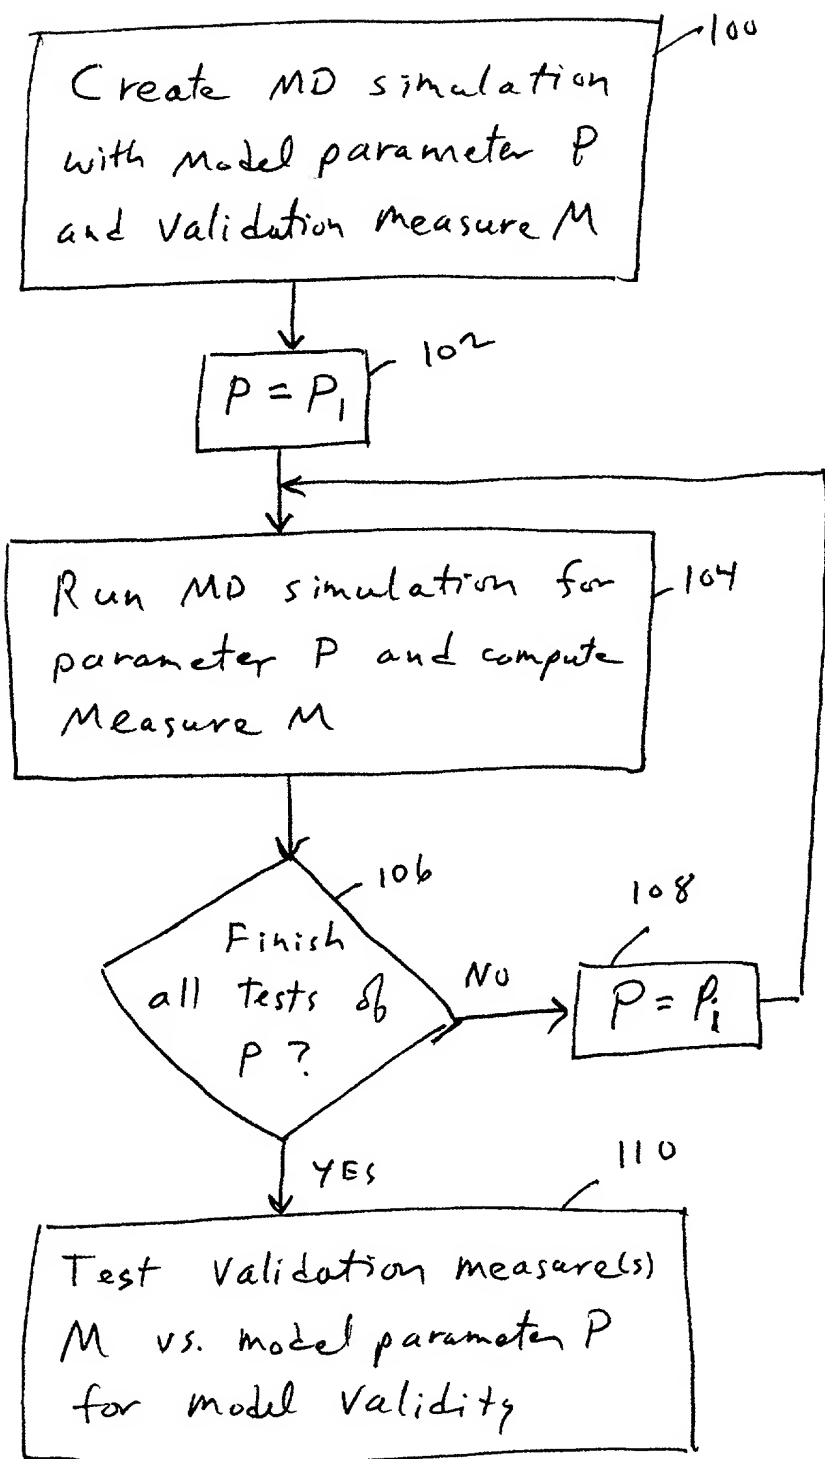 100
Create MD simulation
with Model parameter P
and Validation Measure M
102
P = P₁
Run MD simulation for
parameter P and compute
Measure M
104
106
Finish
all tests of
P ?
NO
108
P = Pᵢ
YES
110
Test Validation measure(s)
M vs. model parameter P
for model Validity